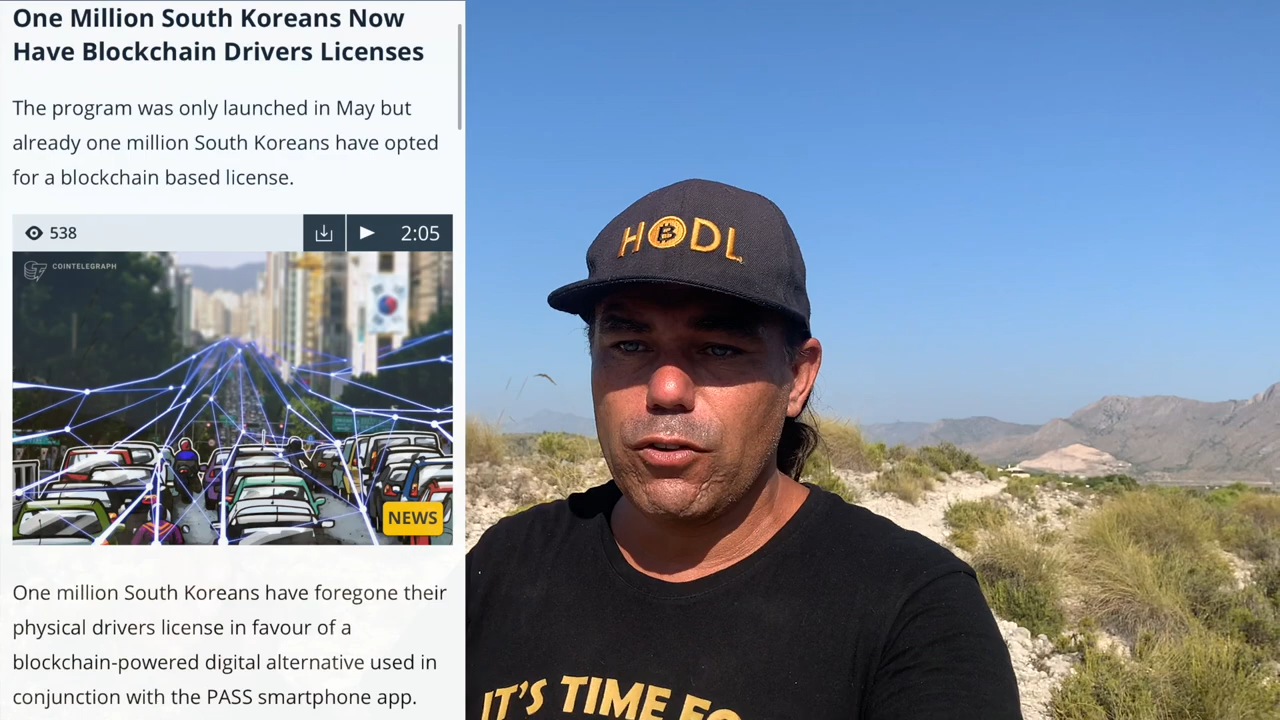 One Million South Koreans Now
Have Blockchain Drivers Licenses
The program was only launched in May but
already one million South Koreans have opted
for a blockchain based license.
538
2:05
COINTELEGRAPH
NEWS
One million South Koreans have foregone their
physical drivers license in favour of a
blockchain-powered digital alternative used in
conjunction with the PASS smartphone app.
HODL
IT'S TIME FO